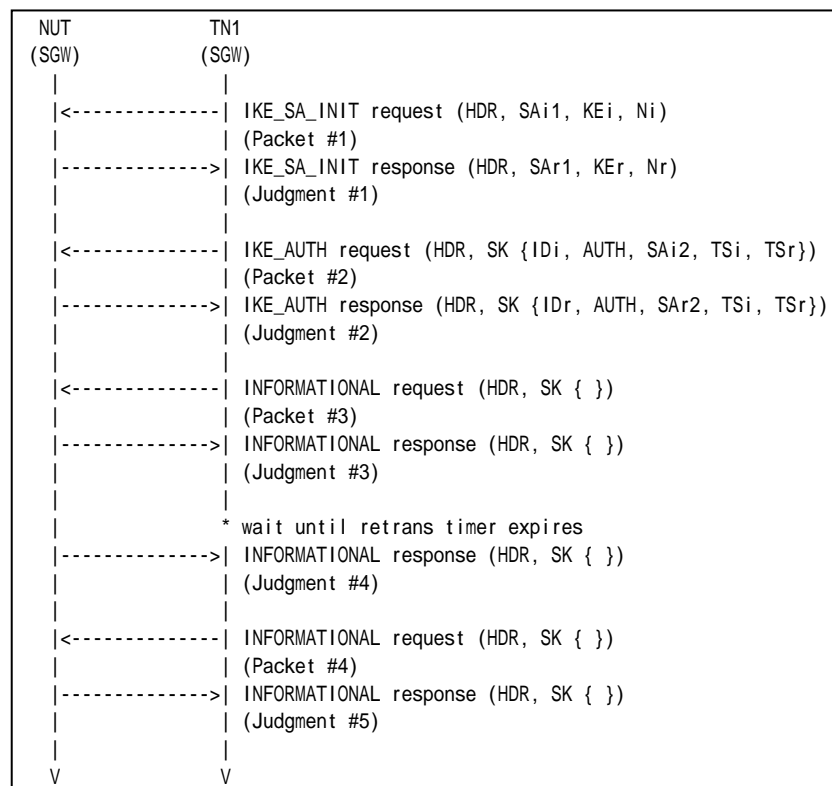 NUT TN1
(SGW) (SGW)
| |
|<--------------| IKE_SA_INIT request (HDR, SAi1, KEi, Ni)
| | (Packet #1)
|-------------->| IKE_SA_INIT response (HDR, SAr1, KEr, Nr)
| | (Judgment #1)
| |
|<--------------| IKE_AUTH request (HDR, SK {IDi, AUTH, SAi2, TSi, TSr})
| | (Packet #2)
|-------------->| IKE_AUTH response (HDR, SK {IDr, AUTH, SAr2, TSi, TSr})
| | (Judgment #2)
| |
|<--------------| INFORMATIONAL request (HDR, SK { })
| | (Packet #3)
|-------------->| INFORMATIONAL response (HDR, SK { })
| | (Judgment #3)
| |
| * wait until retrans timer expires
|-------------->| INFORMATIONAL response (HDR, SK { })
| | (Judgment #4)
| |
|<--------------| INFORMATIONAL request (HDR, SK { })
| | (Packet #4)
|-------------->| INFORMATIONAL response (HDR, SK { })
| | (Judgment #5)
| |
V V